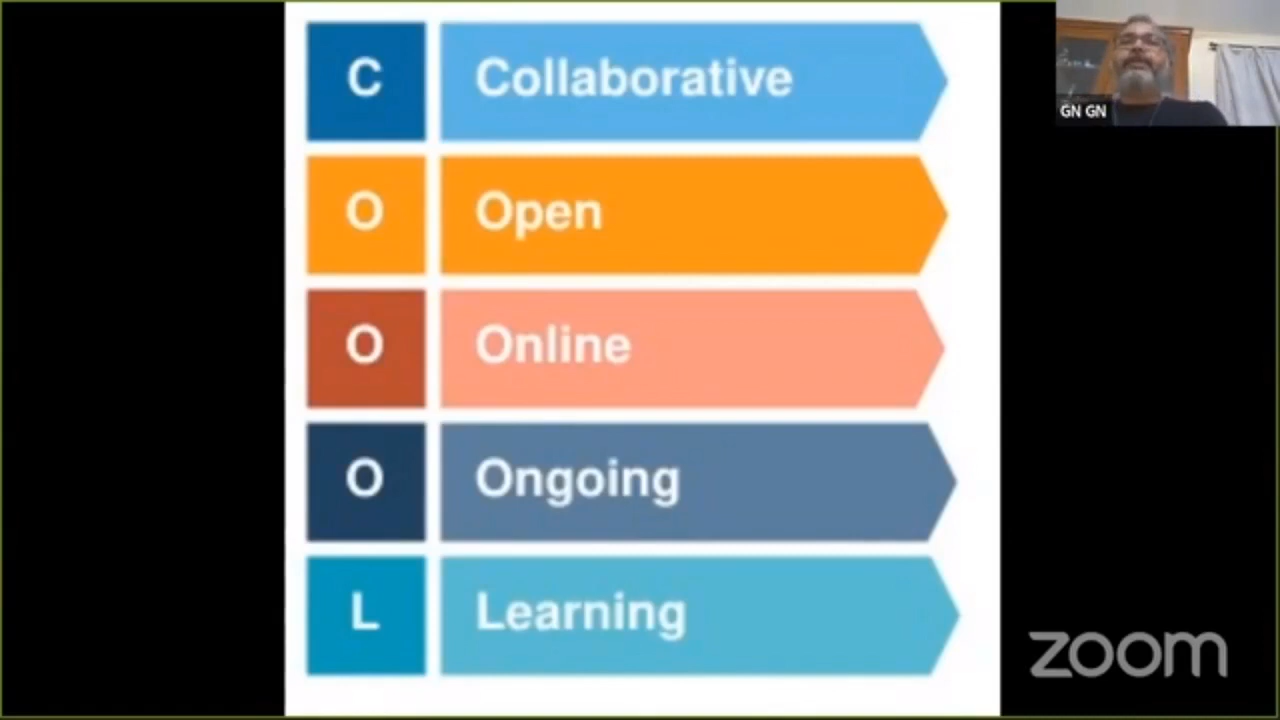 C Collaborative
O Open
O Online
O Ongoing
L Learning
GN GN
zoom